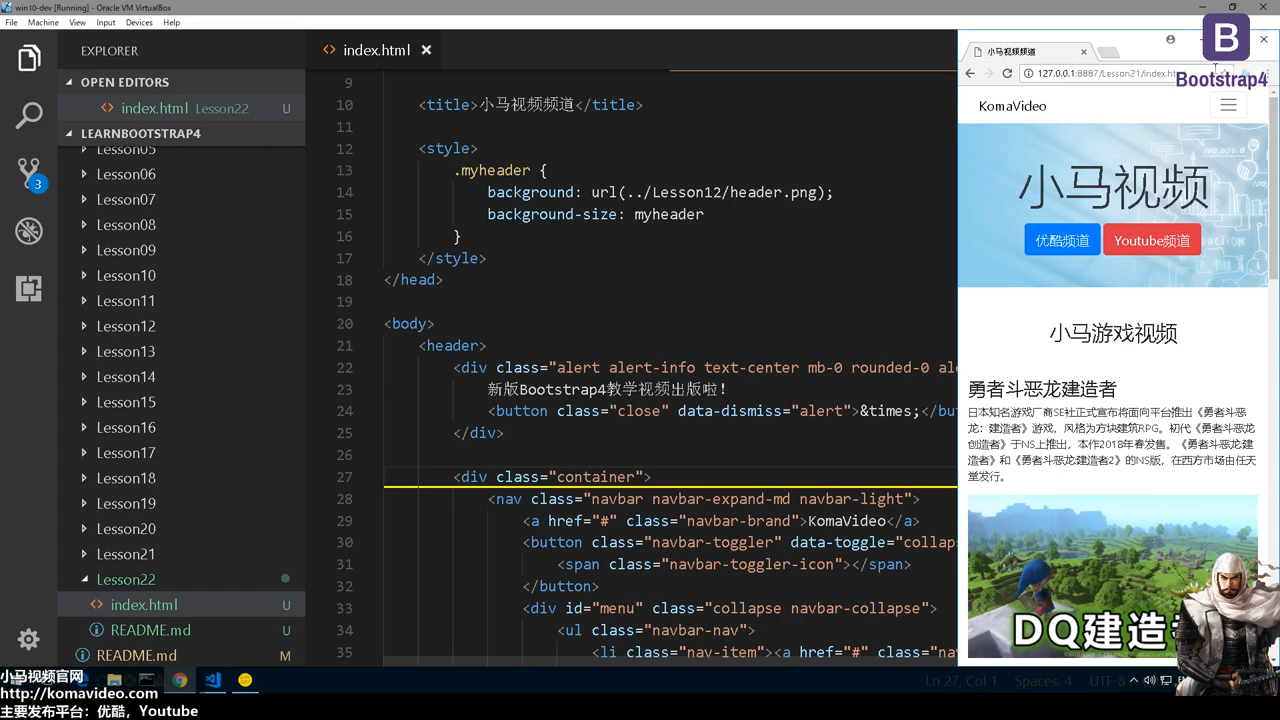 win10-dev [Running] - Oracle VM VirtualBox
File Machine View Input Devices Help
EXPLORER
OPEN EDITORS
index.html Lesson22 U
LEARNBOOTSTRAP4
Lesson05
Lesson06
Lesson07
Lesson08
Lesson09
Lesson10
Lesson11
Lesson12
Lesson13
Lesson14
Lesson15
Lesson16
Lesson17
Lesson18
Lesson19
Lesson20
Lesson21
Lesson22
index.html U
README.md U
README.md M
3
index.html
9
10 <title>小马视频频道</title>
11
12 <style>
13 .myheader {
14 background: url(../Lesson12/header.png);
15 background-size: myheader
16 }
17 </style>
18 </head>
19
20 <body>
21 <header>
22 <div class="alert alert-info text-center mb-0 rounded-0 al
23 新版Bootstrap4教学视频出版啦！
24 <button class="close" data-dismiss="alert">&times;</bu
25 </div>
26
27 <div class="container">
28 <nav class="navbar navbar-expand-md navbar-light">
29 <a href="#" class="navbar-brand">KomaVideo</a>
30 <button class="navbar-toggler" data-toggle="collap
31 <span class="navbar-toggler-icon"></span>
32 </button>
33 <div id="menu" class="collapse navbar-collapse">
34 <ul class="navbar-nav">
35 <li class="nav-item"><a href="#" class="nav
Ln 27, Col 1 Spaces: 4 UTF-8
B
Bootstrap4
小马视频频道
127.0.0.1:8887/Lesson21/index.ht
KomaVideo
小马视频
优酷频道 Youtube频道
小马游戏视频
勇者斗恶龙建造者
日本知名游戏厂商SE社正式宣布将面向平台推出《勇者斗恶
龙：建造者》游戏，风格为方块建筑RPG。初代《勇者斗恶龙
创造者》于NS上推出，本作2018年春发售。《勇者斗恶龙:建
造者》和《勇者斗恶龙:建造者2》的NS版，在西方市场由任天
堂发行。
DQ建造
小马视频官网
http://komavideo.com
主要发布平台：优酷，Youtube